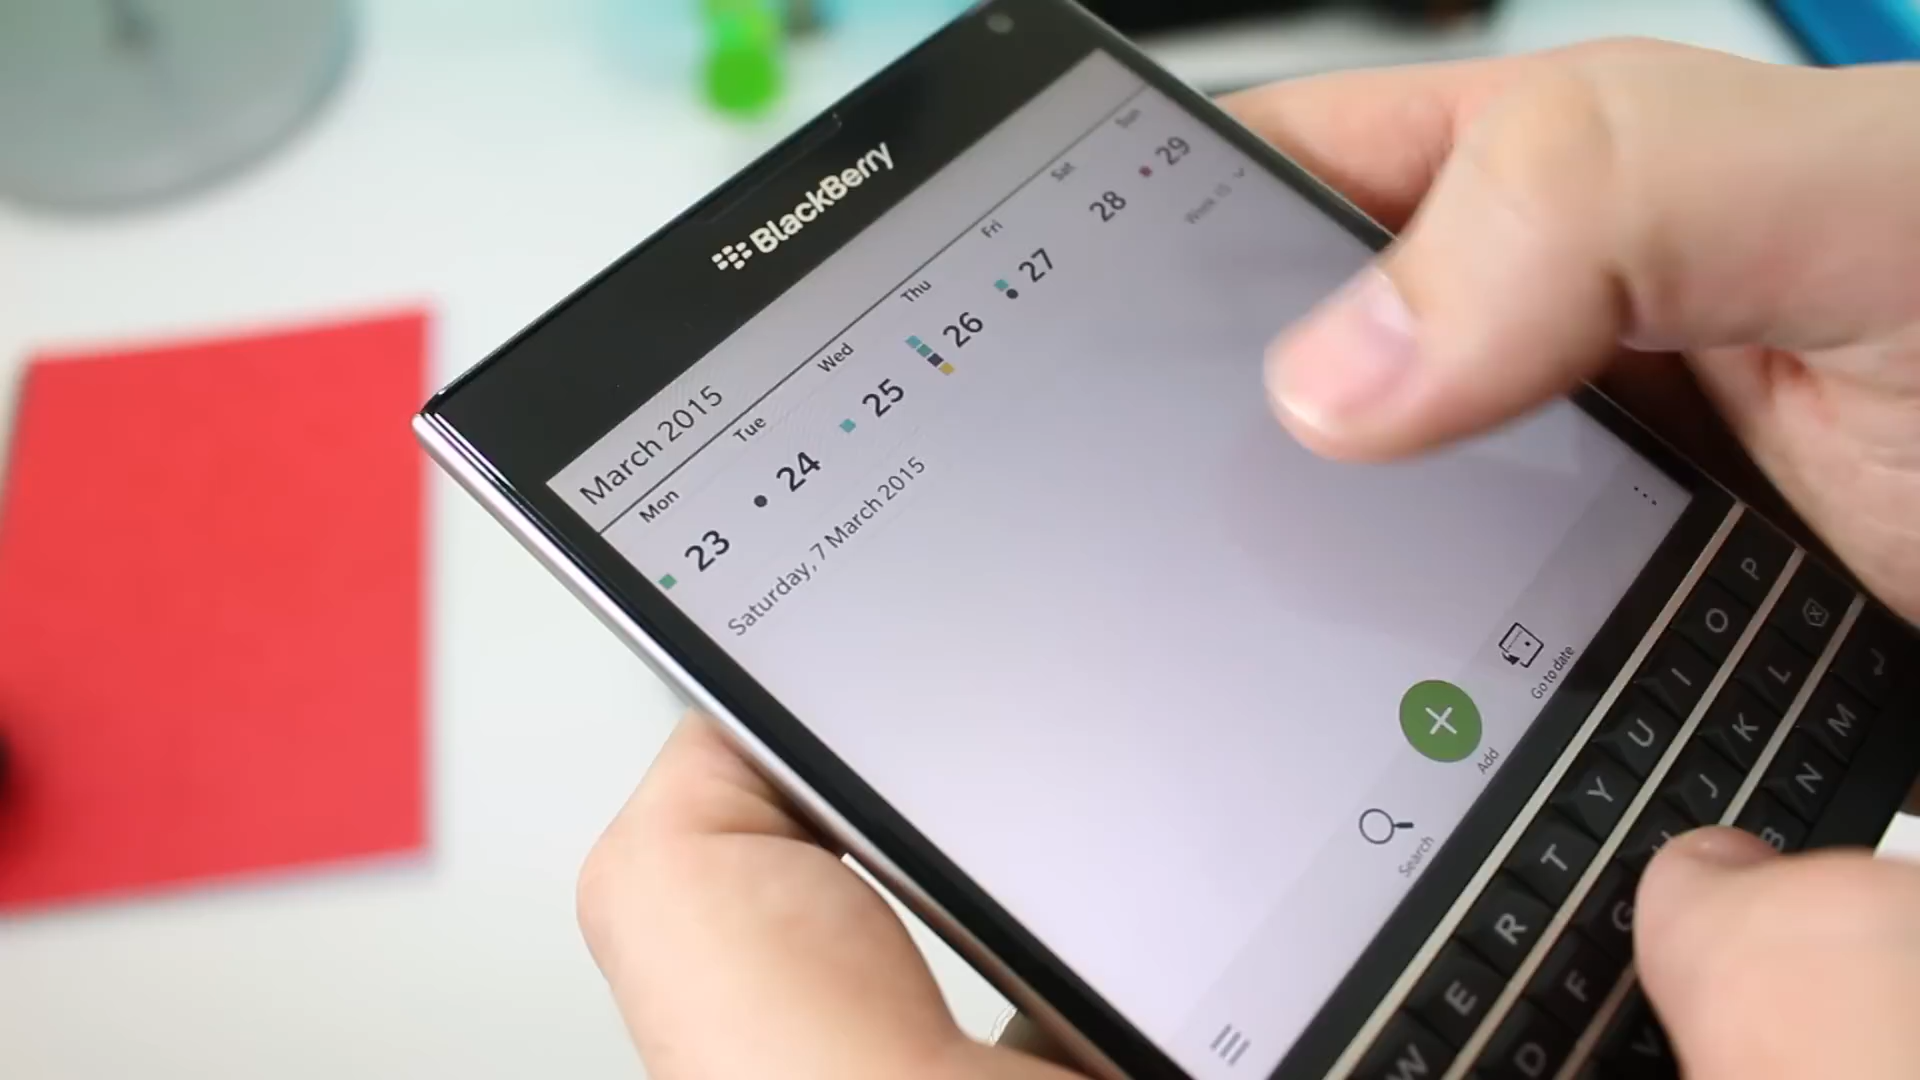 BlackBerry
March 2015
Mon Tue Wed Thu Fri Sat Sun
23 24 25 26 27 28 29
Week
Saturday, 7 March 2015
Search Add Go to date
W E R T Y U I O P
D F G J K L
V B N M